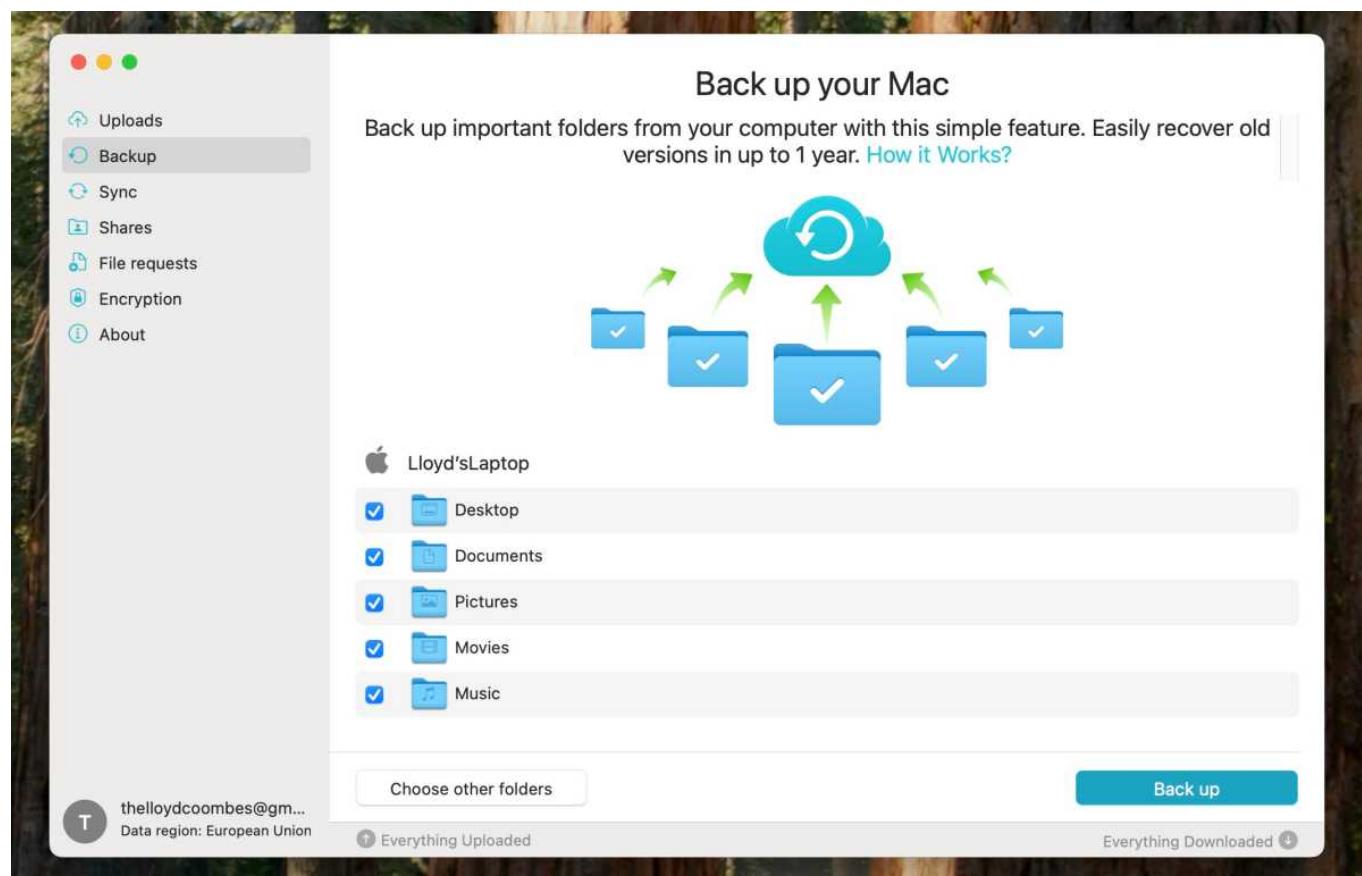 Uploads
Backup
Sync
Shares
File requests
Encryption
About
T
thelloydcoombes@gm...
Data region: European Union
Back up your Mac
Back up important folders from your computer with this simple feature. Easily recover old
versions in up to 1 year. How it Works?
Lloyd'sLaptop
Desktop
Documents
Pictures
Movies
Music
Choose other folders
Back up
Everything Uploaded
Everything Downloaded